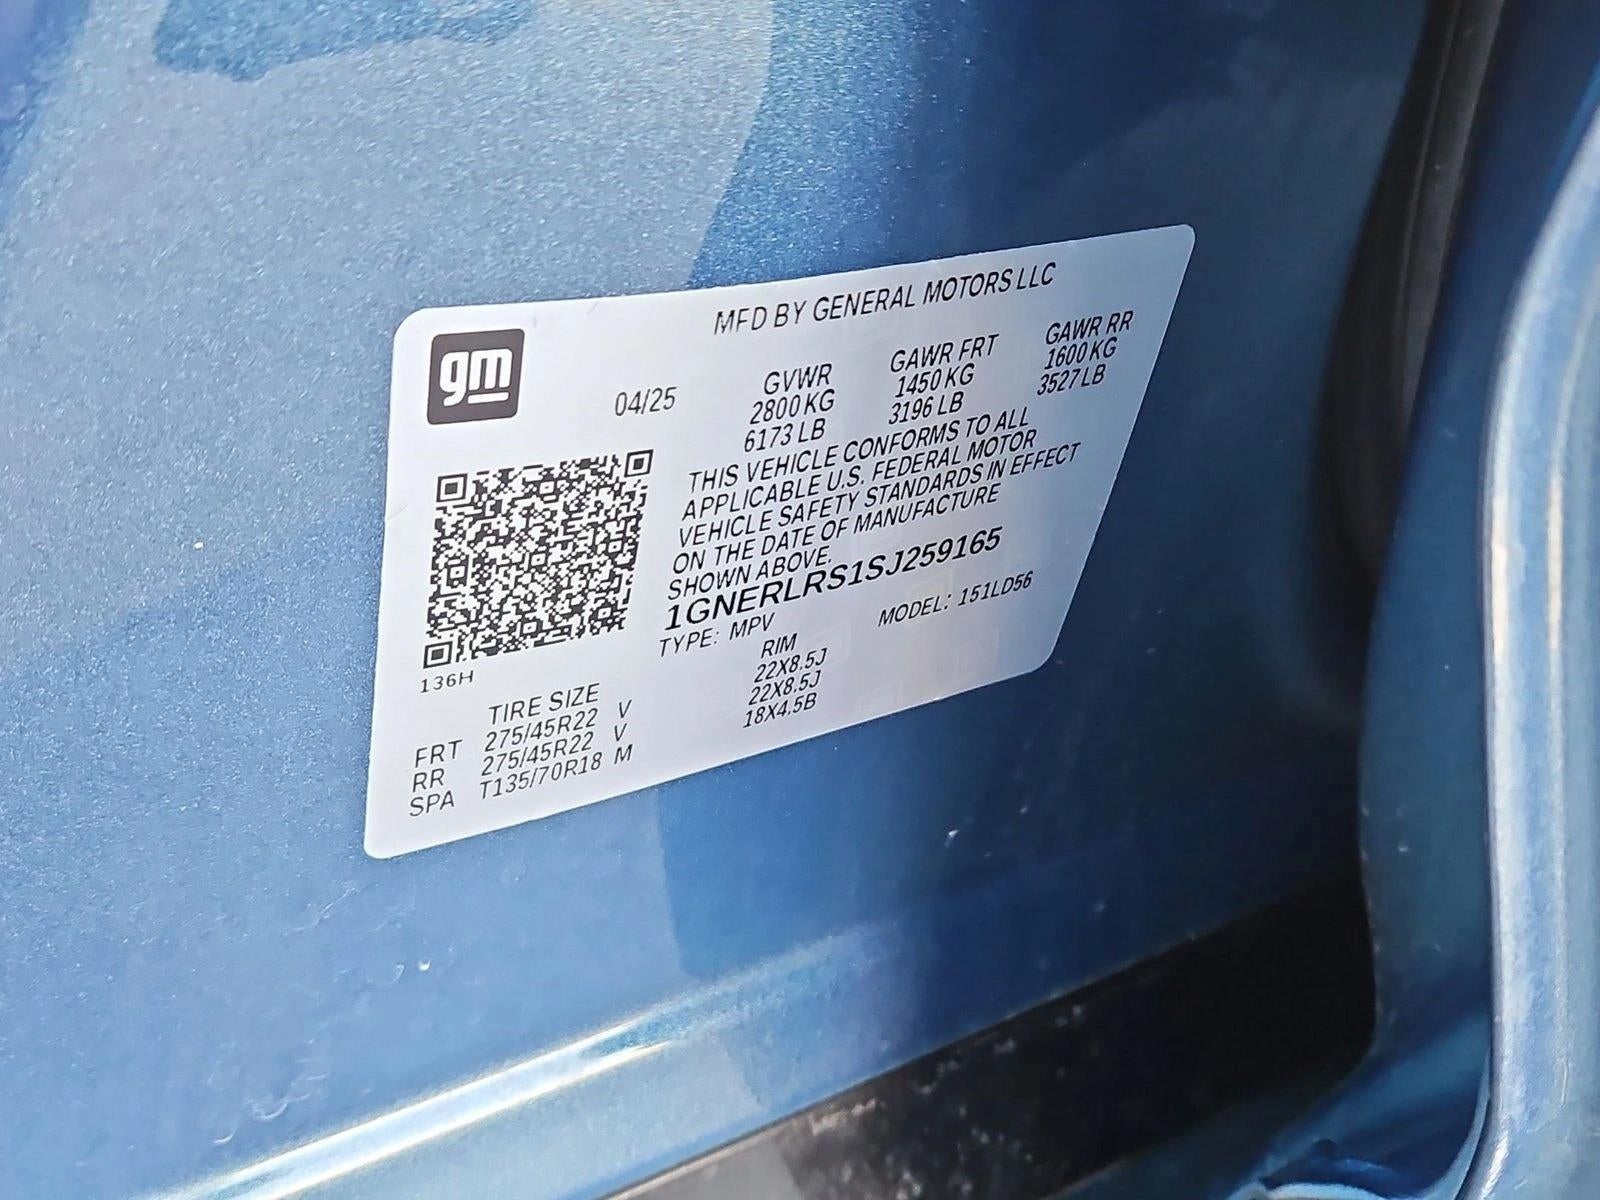 MFD BY GENERAL MOTORS LLC
gm
04/25
GVWR
2800 KG
6173 LB
GAWR FRT
1450 KG
3196 LB
GAWR RR
1600 KG
3527 LB
THIS VEHICLE CONFORMS TO ALL
APPLICABLE U.S. FEDERAL MOTOR
VEHICLE SAFETY STANDARDS IN EFFECT
ON THE DATE OF MANUFACTURE
SHOWN ABOVE.
1GNERLRS1SJ259165
TYPE: MPV MODEL: 151LD56
136H
TIRE SIZE RIM
FRT 275/45R22 V 22X8.5J
RR 275/45R22 V 22X8.5J
SPA T135/70R18 M 18X4.5B